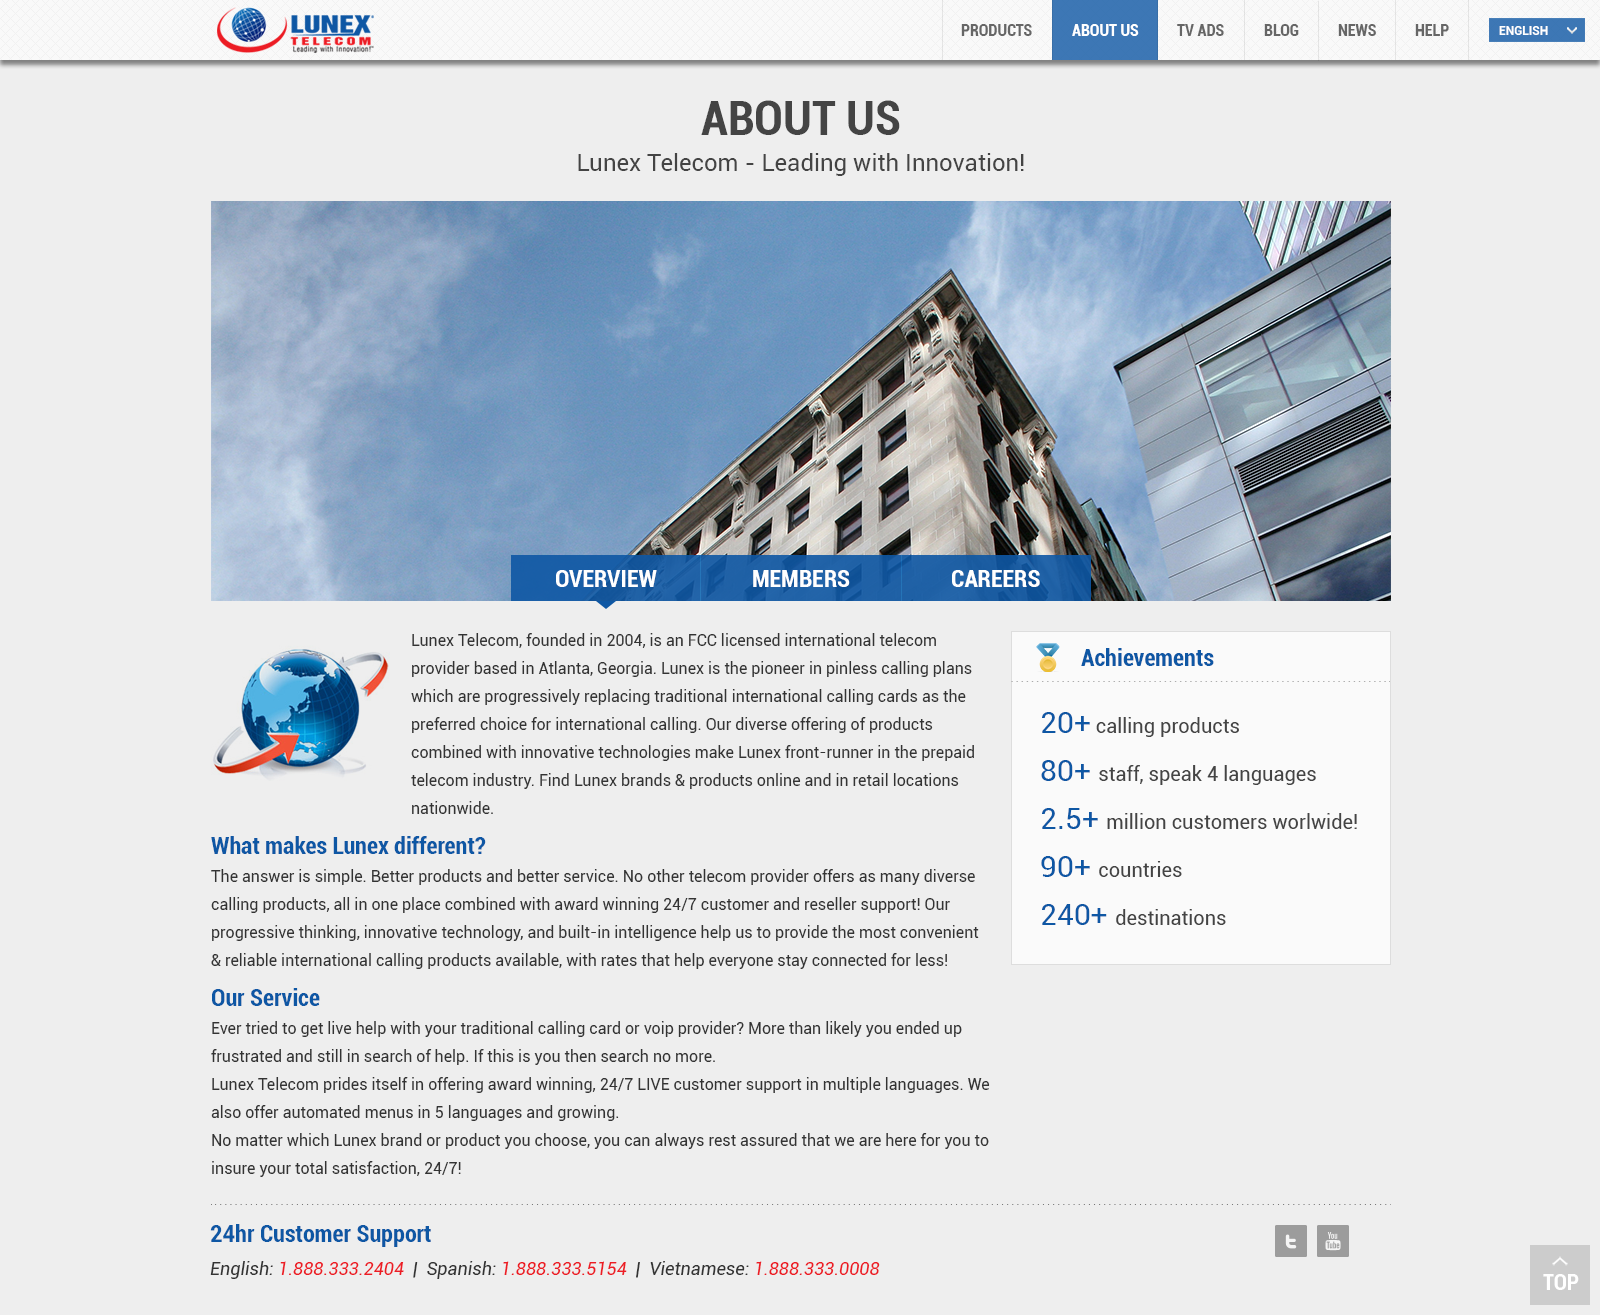 LUNEX
TELECOM
Leading with Innovation!
PRODUCTS
ABOUT US
TV ADS
BLOG
NEWS
HELP
ENGLISH
ABOUT US
Lunex Telecom - Leading with Innovation!
OVERVIEW
MEMBERS
CAREERS
Lunex Telecom, founded in 2004, is an FCC licensed international telecom
provider based in Atlanta, Georgia. Lunex is the pioneer in pinless calling plans
which are progressively replacing traditional international calling cards as the
preferred choice for international calling. Our diverse offering of products
combined with innovative technologies make Lunex front-runner in the prepaid
telecom industry. Find Lunex brands & products online and in retail locations
nationwide.
What makes Lunex different?
The answer is simple. Better products and better service. No other telecom provider offers as many diverse
calling products, all in one place combined with award winning 24/7 customer and reseller support! Our
progressive thinking, innovative technology, and built-in intelligence help us to provide the most convenient
& reliable international calling products available, with rates that help everyone stay connected for less!
Our Service
Ever tried to get live help with your traditional calling card or voip provider? More than likely you ended up
frustrated and still in search of help. If this is you then search no more.
Lunex Telecom prides itself in offering award winning, 24/7 LIVE customer support in multiple languages. We
also offer automated menus in 5 languages and growing.
No matter which Lunex brand or product you choose, you can always rest assured that we are here for you to
insure your total satisfaction, 24/7!
Achievements
20+ calling products
80+ staff, speak 4 languages
2.5+ million customers worlwide!
90+ countries
240+ destinations
24hr Customer Support
English: 1.888.333.2404 | Spanish: 1.888.333.5154 | Vietnamese: 1.888.333.0008
You
Tube
TOP